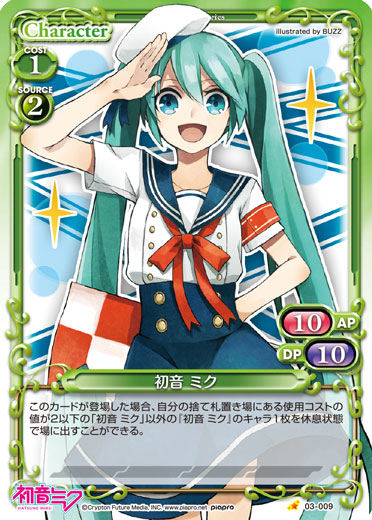 Character
illustrated by BUZZ
COST
1
SOURCE
2
10 AP
DP 10
初音 ミク
このカードが登場した場合、自分の捨て札置き場にある使用コストの
値が2以下の「初音 ミク」以外の『初音 ミク』のキャラ1枚を休息状態
で場に出すことができる。
初音ミク
HATSUNE MIKU
©Crypton Future Media, INC. www.piapro.net piapro
03-009